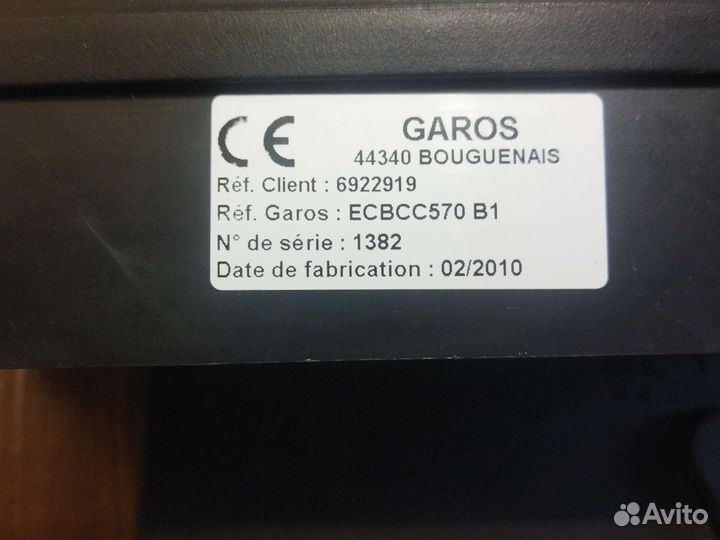 CE GAROS
44340 BOUGUENAIS
Réf. Client : 6922919
Réf. Garos : ECBCC570 B1
N° de série : 1382
Date de fabrication : 02/2010
Avito